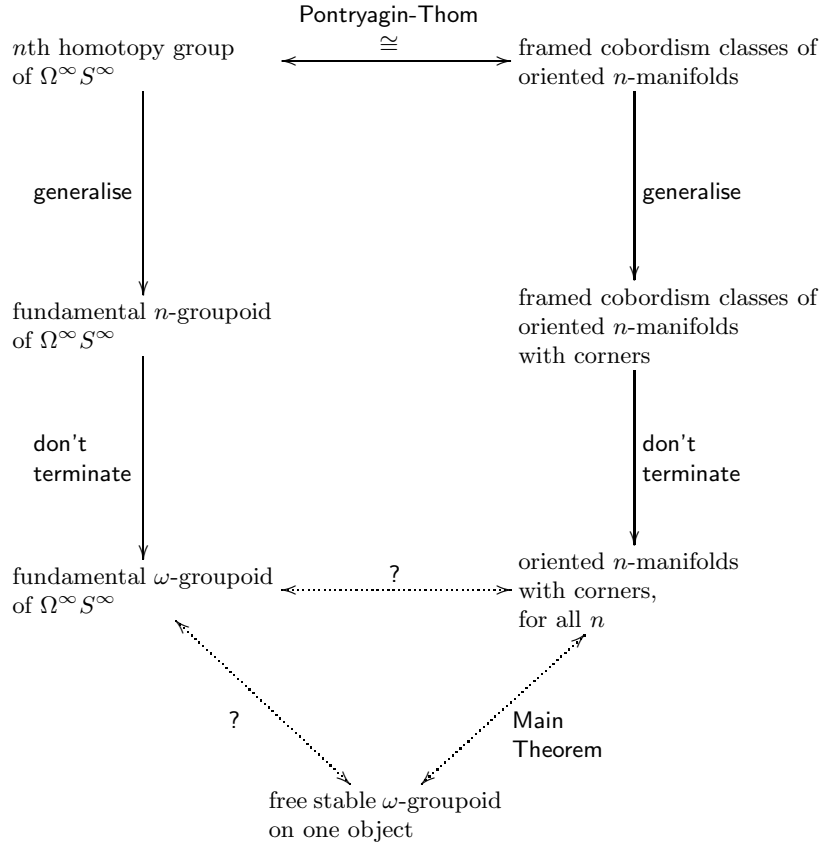 Pontryagin-Thom
≅
nth homotopy group
of Ω^∞ S^∞
framed cobordism classes of
oriented n-manifolds
generalise
generalise
fundamental n-groupoid
of Ω^∞ S^∞
framed cobordism classes of
oriented n-manifolds
with corners
don't
terminate
don't
terminate
fundamental ω-groupoid
of Ω^∞ S^∞
?
oriented n-manifolds
with corners,
for all n
?
Main
Theorem
free stable ω-groupoid
on one object